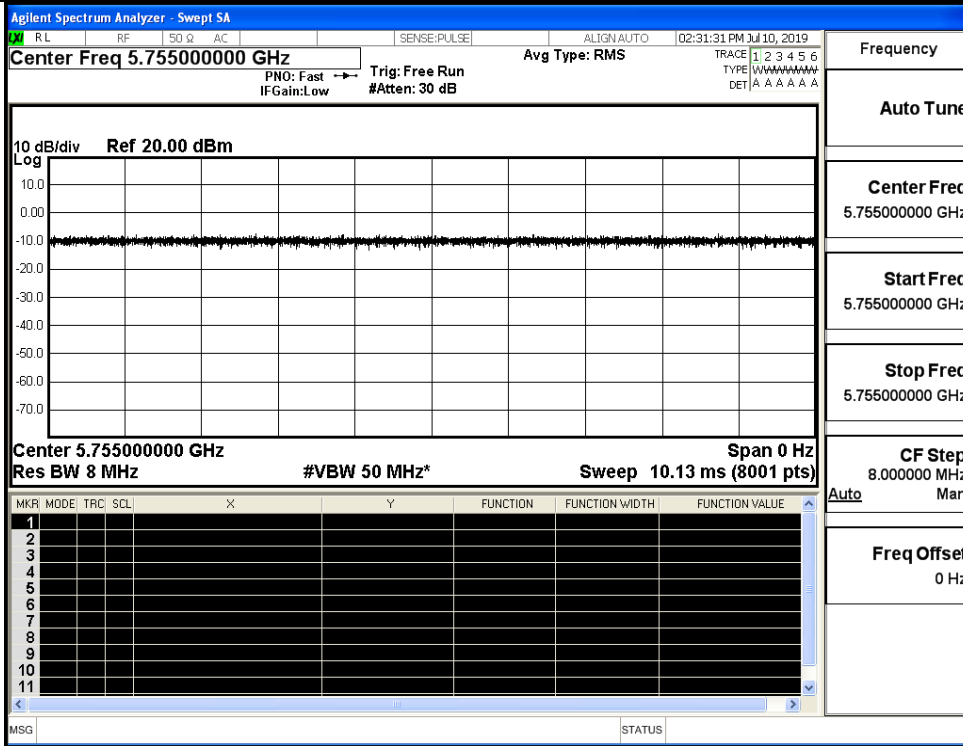 Agilent Spectrum Analyzer - Swept SA
LXI RL RF 50 Ω AC SENSE:PULSE ALIGN AUTO 02:31:31 PM Jul 10, 2019
Center Freq 5.755000000 GHz
PNO: Fast
IFGain:Low
Trig: Free Run
#Atten: 30 dB
Avg Type: RMS
TRACE 1 2 3 4 5 6
TYPE WWWWWW
DET A A A A A A
10 dB/div Ref 20.00 dBm
Log
10.0
0.00
-10.0
-20.0
-30.0
-40.0
-50.0
-60.0
-70.0
Center 5.755000000 GHz Span 0 Hz
Res BW 8 MHz #VBW 50 MHz* Sweep 10.13 ms (8001 pts)
MKR MODE TRC SCL X Y FUNCTION FUNCTION WIDTH FUNCTION VALUE
1
2
3
4
5
6
7
8
9
10
11
MSG STATUS
Frequency
Auto Tune
Center Freq
5.755000000 GHz
Start Freq
5.755000000 GHz
Stop Freq
5.755000000 GHz
CF Step
8.000000 MHz
Auto Man
Freq Offset
0 Hz